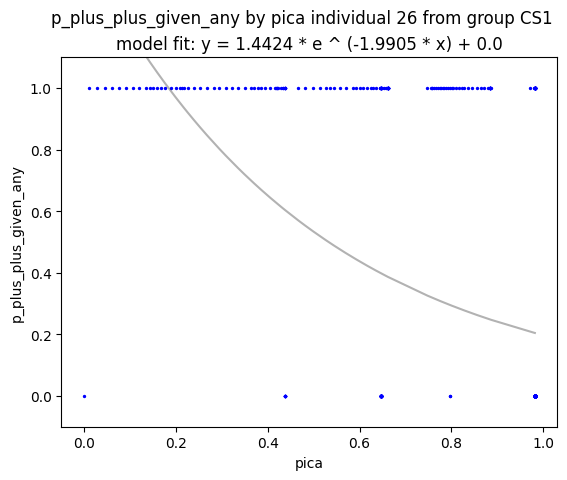 p_plus_plus_given_any by pica individual 26 from group CS1
model fit: y = 1.4424 * e ^ (-1.9905 * x) + 0.0
p_plus_plus_given_any
1.0
0.8
0.6
0.4
0.2
0.0
0.0 0.2 0.4 0.6 0.8 1.0
pica